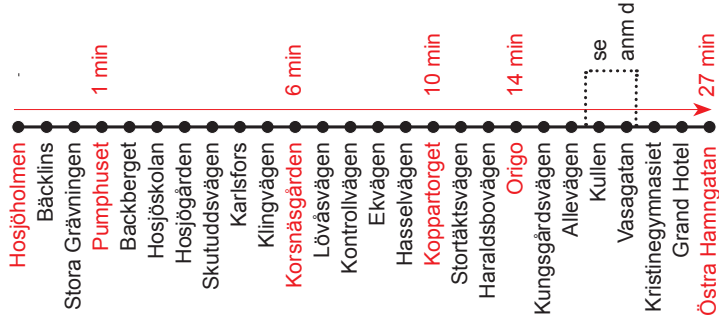 1 min
6 min
10 min
14 min
se
anm d
27 min
Hosjöholmen
Bäcklins
Stora Grävningen
Pumphuset
Backberget
Hosjöskolan
Hosjögården
Skutuddsvägen
Karlsfors
Klingvägen
Korsnäsgården
Lövåsvägen
Kontrollvägen
Ekvägen
Hasselvägen
Koppartorget
Stortäktsvägen
Haraldsbovägen
Origo
Kungsgårdsvägen
Allevägen
Kullen
Vasagatan
Kristinegymnasiet
Grand Hotel
Östra Hamngatan